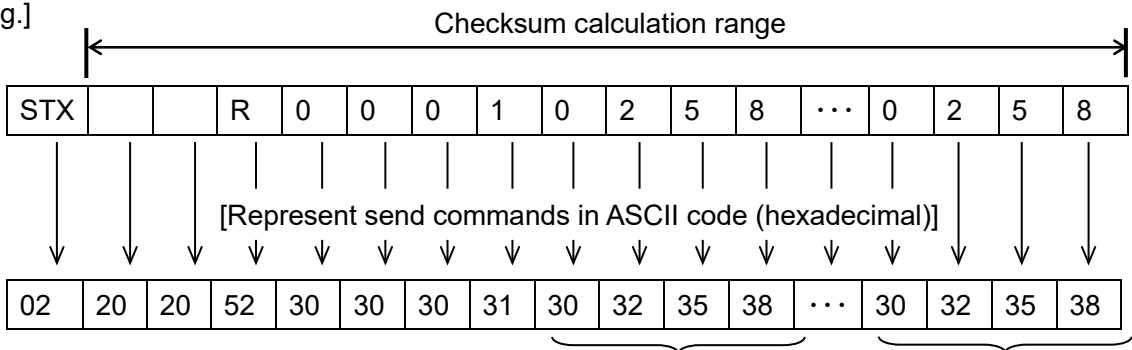 g.]
Checksum calculation range
STX R 0 0 0 1 0 2 5 8 ··· 0 2 5 8
[Represent send commands in ASCII code (hexadecimal)]
02 20 20 52 30 30 30 31 30 32 35 38 ··· 30 32 35 38